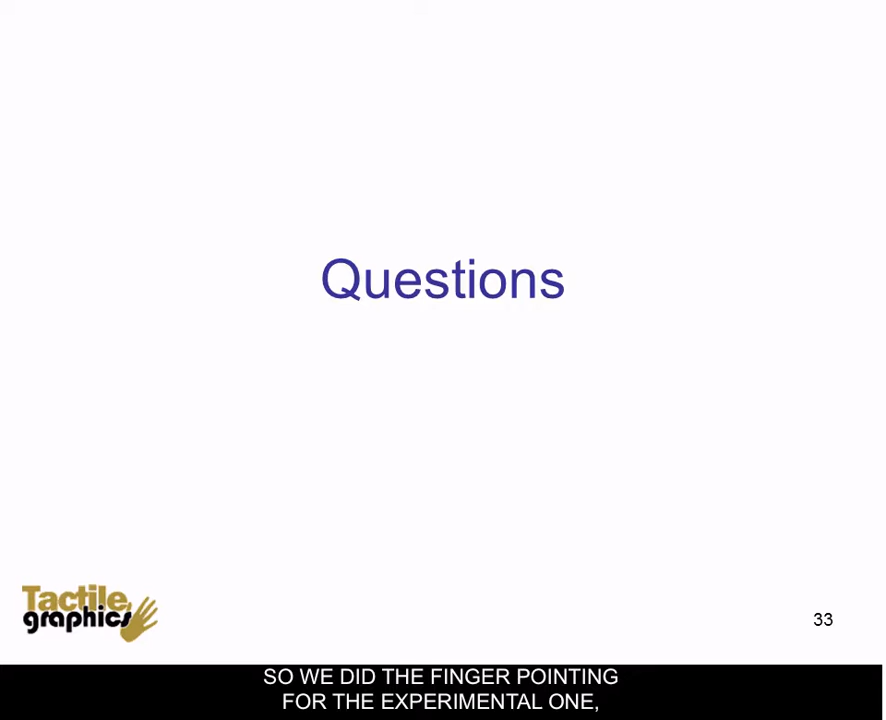 Questions
Tactile
graphics
33
SO WE DID THE FINGER POINTING
FOR THE EXPERIMENTAL ONE,